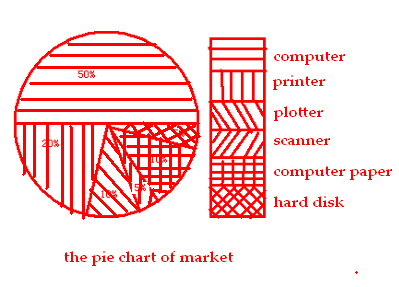 50%
20%
10%
5%
10%
computer
printer
plotter
scanner
computer paper
hard disk
the pie chart of market